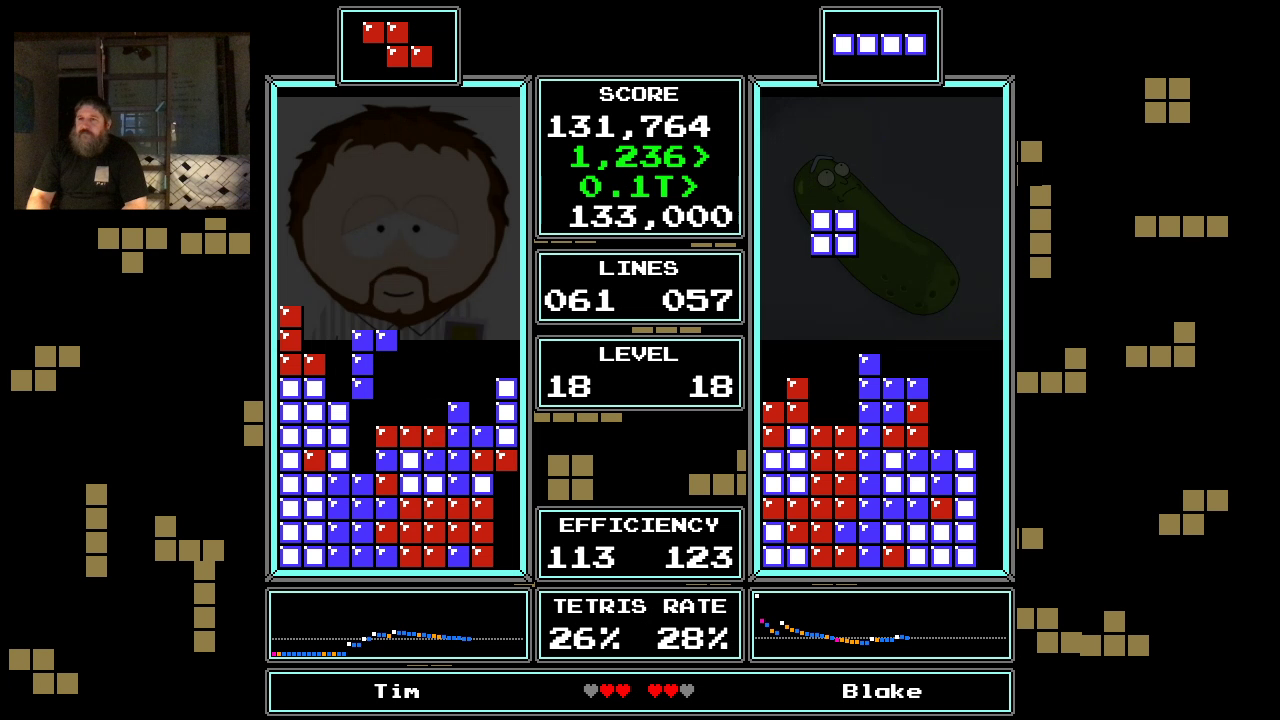 SCORE
131,764
1,236>
0.1T>
133,000
LINES
061 057
LEVEL
18 18
EFFICIENCY
113 123
TETRIS RATE
26% 28%
Tim Blake